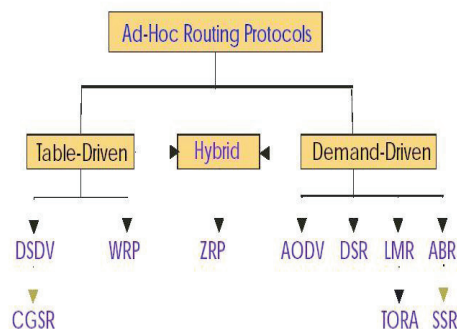 Ad-Hoc Routing Protocols
Table-Driven
Hybrid
Demand-Driven
DSDV
WRP
ZRP
AODV
DSR
LMR
ABR
CGSR
TORA
SSR